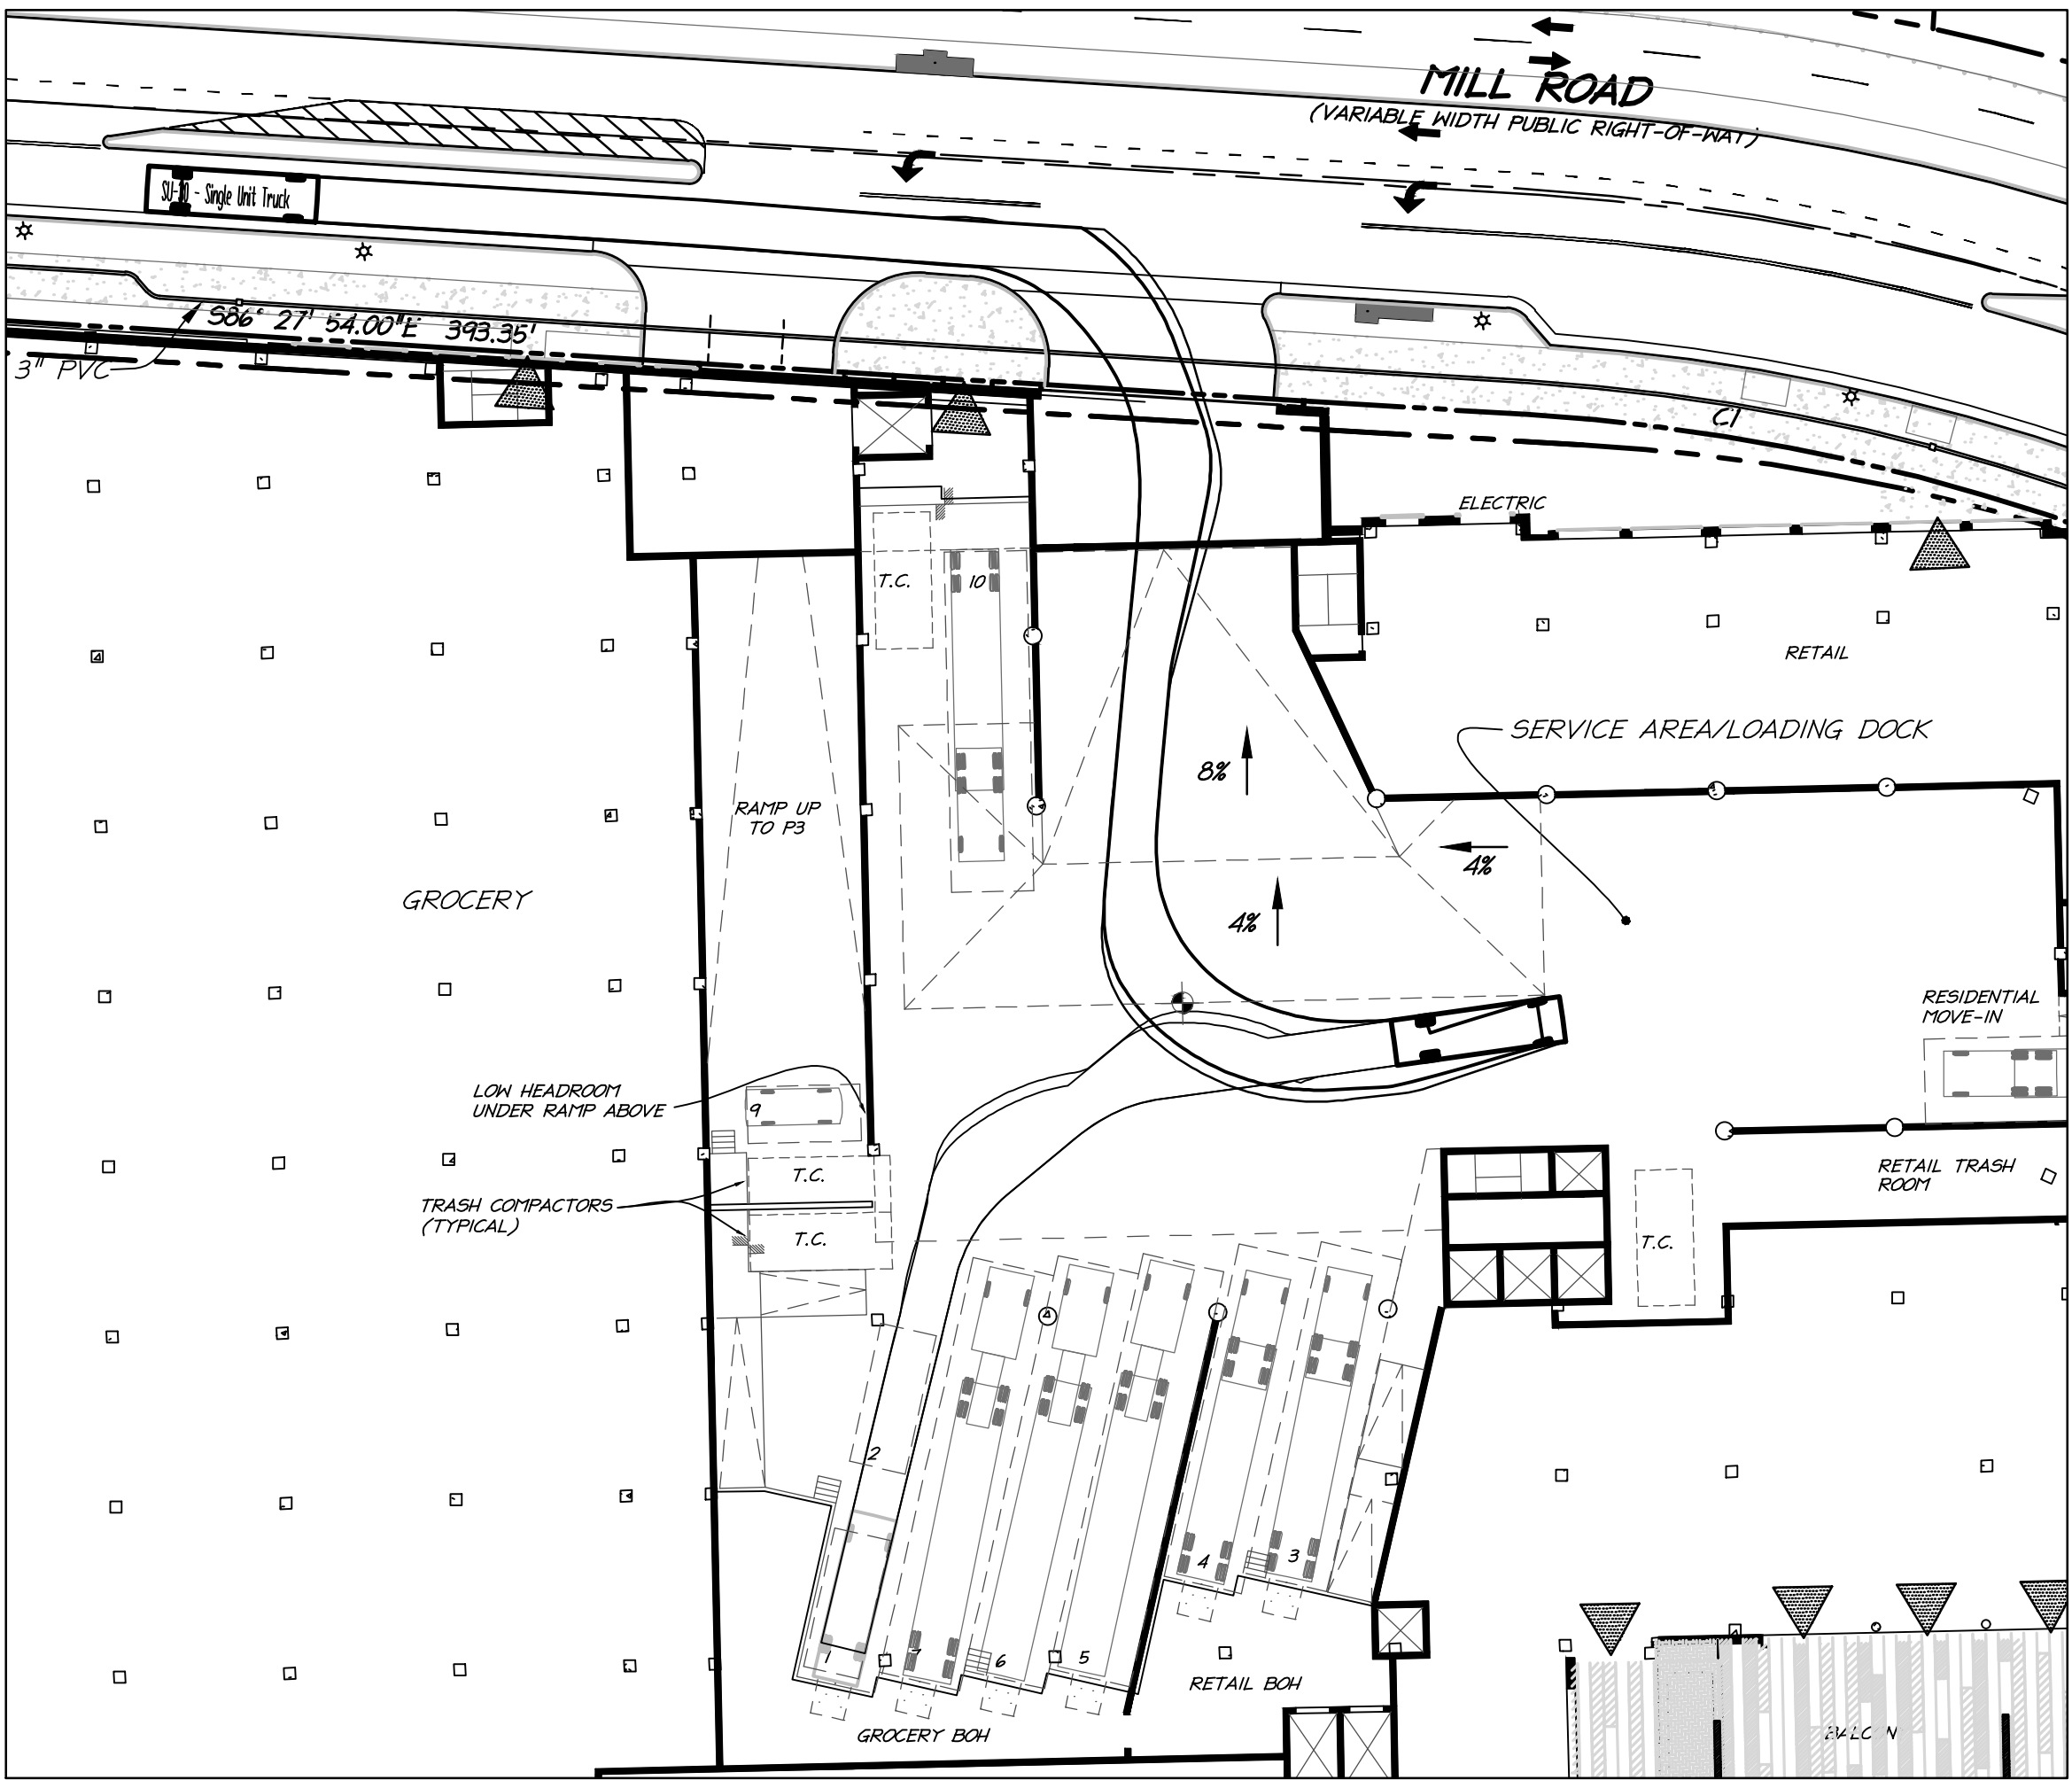 MILL ROAD
(VARIABLE WIDTH PUBLIC RIGHT-OF-WAY)
SU-30 - Single Unit Truck
S86° 27' 54.00"E 393.35'
3" PVC
C1
ELECTRIC
T.C.
10
RETAIL
SERVICE AREA/LOADING DOCK
8%
RAMP UP
TO P3
4%
GROCERY
4%
RESIDENTIAL
MOVE-IN
LOW HEADROOM
UNDER RAMP ABOVE
9
T.C.
RETAIL TRASH
ROOM
TRASH COMPACTORS
(TYPICAL)
T.C.
T.C.
2
4
3
1
7
6
5
RETAIL BOH
GROCERY BOH